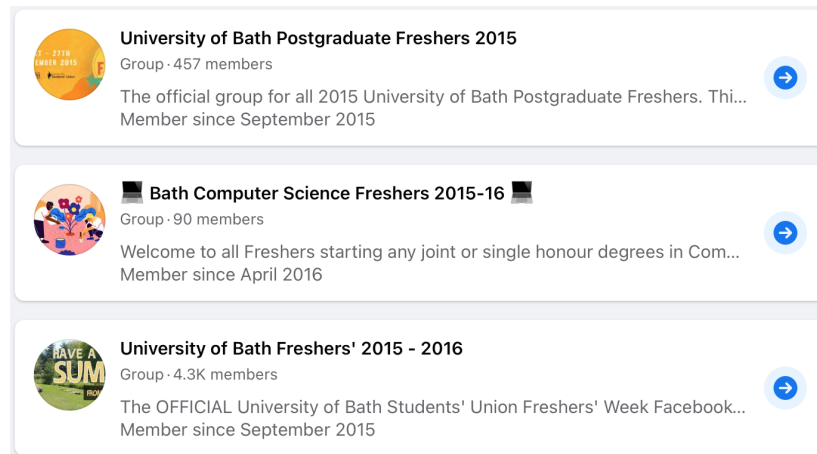 T - 27TH
EMBER 2015
University of Bath Postgraduate Freshers 2015
Group · 457 members
The official group for all 2015 University of Bath Postgraduate Freshers. Thi...
Member since September 2015
💻 Bath Computer Science Freshers 2015-16 💻
Group · 90 members
Welcome to all Freshers starting any joint or single honour degrees in Com...
Member since April 2016
HAVE A
SUM
FROM
University of Bath Freshers' 2015 - 2016
Group · 4.3K members
The OFFICIAL University of Bath Students' Union Freshers' Week Facebook...
Member since September 2015